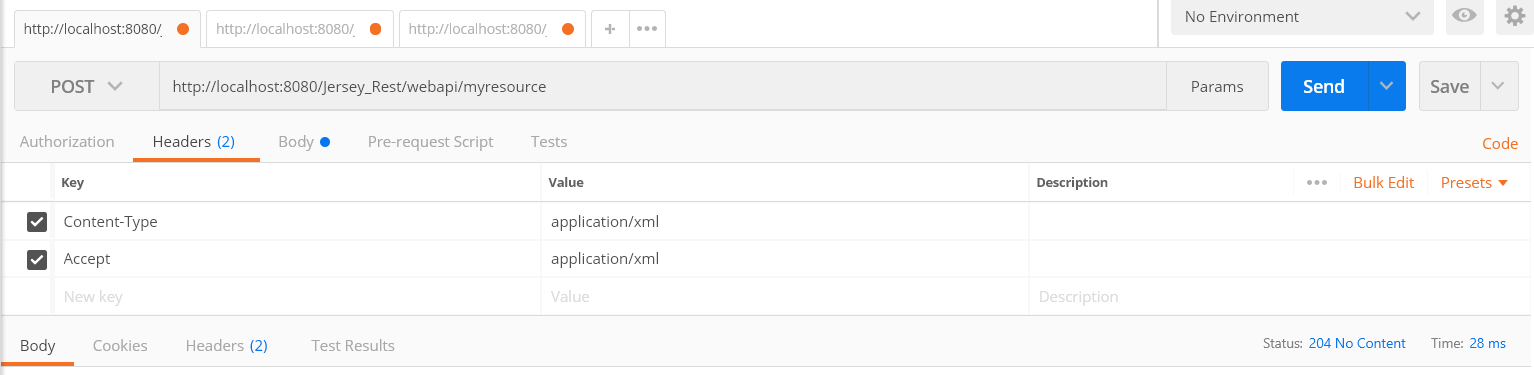 http://localhost:8080/J http://localhost:8080/J http://localhost:8080/J + ••• No Environment
POST http://localhost:8080/Jersey_Rest/webapi/myresource Params Send Save
Authorization Headers (2) Body Pre-request Script Tests Code
Key Value Description ••• Bulk Edit Presets
Content-Type application/xml
Accept application/xml
New key Value Description
Body Cookies Headers (2) Test Results Status: 204 No Content Time: 28 ms